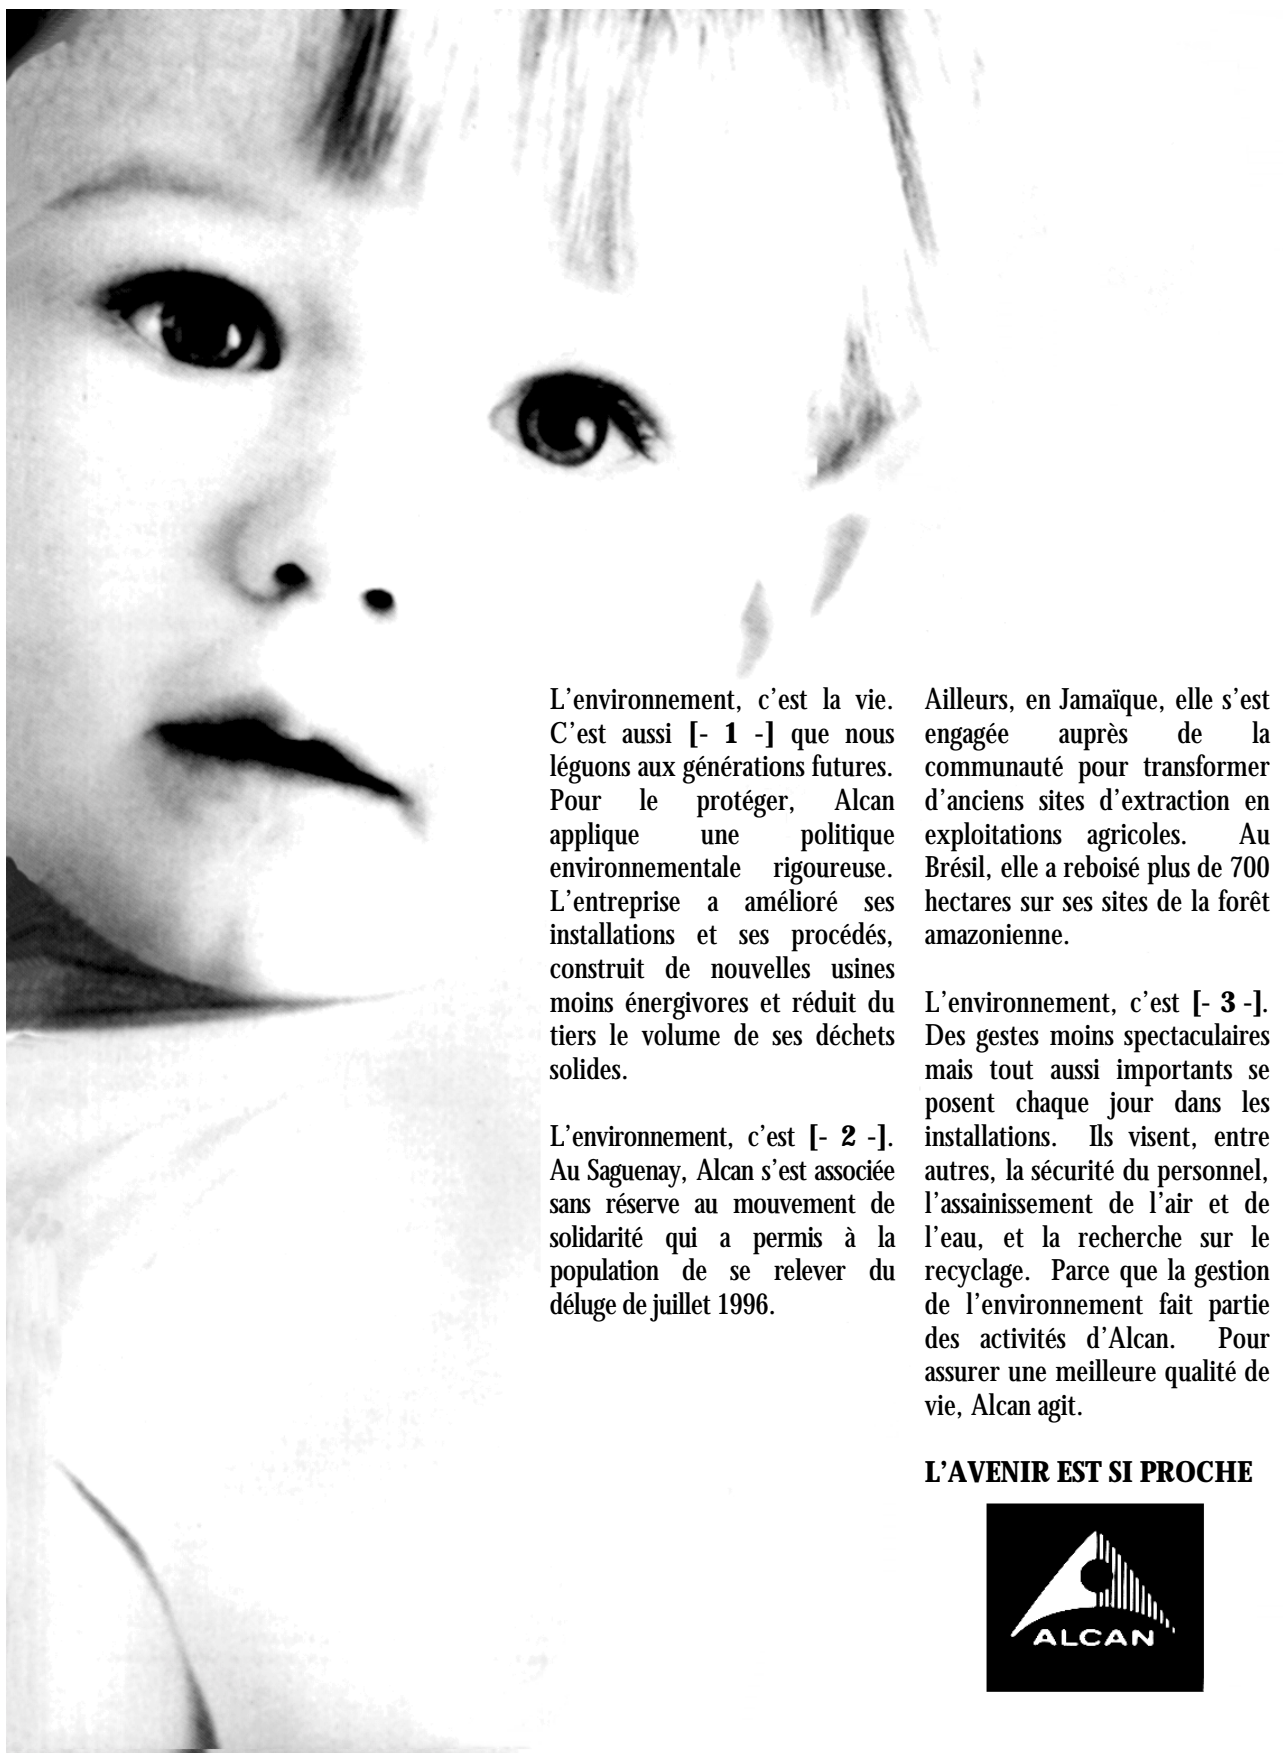 L’environnement, c’est la vie.
C’est aussi [- 1 -] que nous
léguons aux générations futures.
Pour le protéger, Alcan
applique une politique
environnementale rigoureuse.
L’entreprise a amélioré ses
installations et ses procédés,
construit de nouvelles usines
moins énergivores et réduit du
tiers le volume de ses déchets
solides.
L’environnement, c’est [- 2 -].
Au Saguenay, Alcan s’est associée
sans réserve au mouvement de
solidarité qui a permis à la
population de se relever du
déluge de juillet 1996.
Ailleurs, en Jamaïque, elle s’est
engagée auprès de la
communauté pour transformer
d’anciens sites d’extraction en
exploitations agricoles. Au
Brésil, elle a reboisé plus de 700
hectares sur ses sites de la forêt
amazonienne.
L’environnement, c’est [- 3 -].
Des gestes moins spectaculaires
mais tout aussi importants se
posent chaque jour dans les
installations. Ils visent, entre
autres, la sécurité du personnel,
l’assainissement de l’air et de
l’eau, et la recherche sur le
recyclage. Parce que la gestion
de l’environnement fait partie
des activités d’Alcan. Pour
assurer une meilleure qualité de
vie, Alcan agit.
L’AVENIR EST SI PROCHE
ALCAN